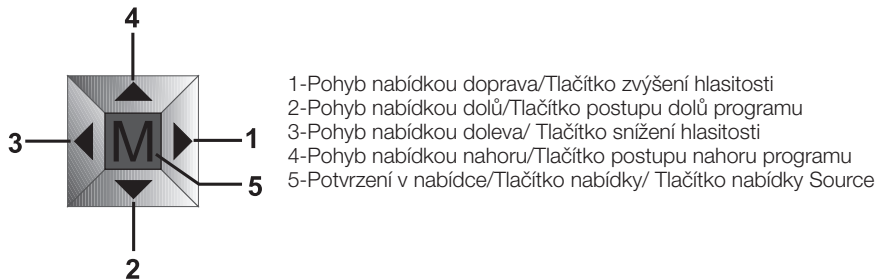 4
3
M
1
5
2
1-Pohyb nabídkou doprava/Tlačítko zvýšení hlasitosti
2-Pohyb nabídkou dolů/Tlačítko postupu dolů programu
3-Pohyb nabídkou doleva/ Tlačítko snížení hlasitosti
4-Pohyb nabídkou nahoru/Tlačítko postupu nahoru programu
5-Potvrzení v nabídce/Tlačítko nabídky/ Tlačítko nabídky Source